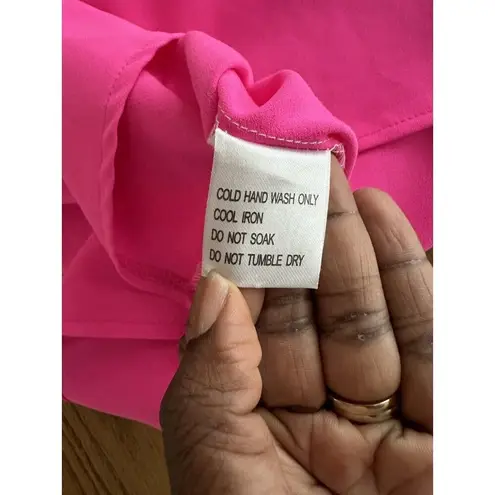 COLD HAND WASH ONLY
COOL IRON
DO NOT SOAK
DO NOT TUMBLE DRY